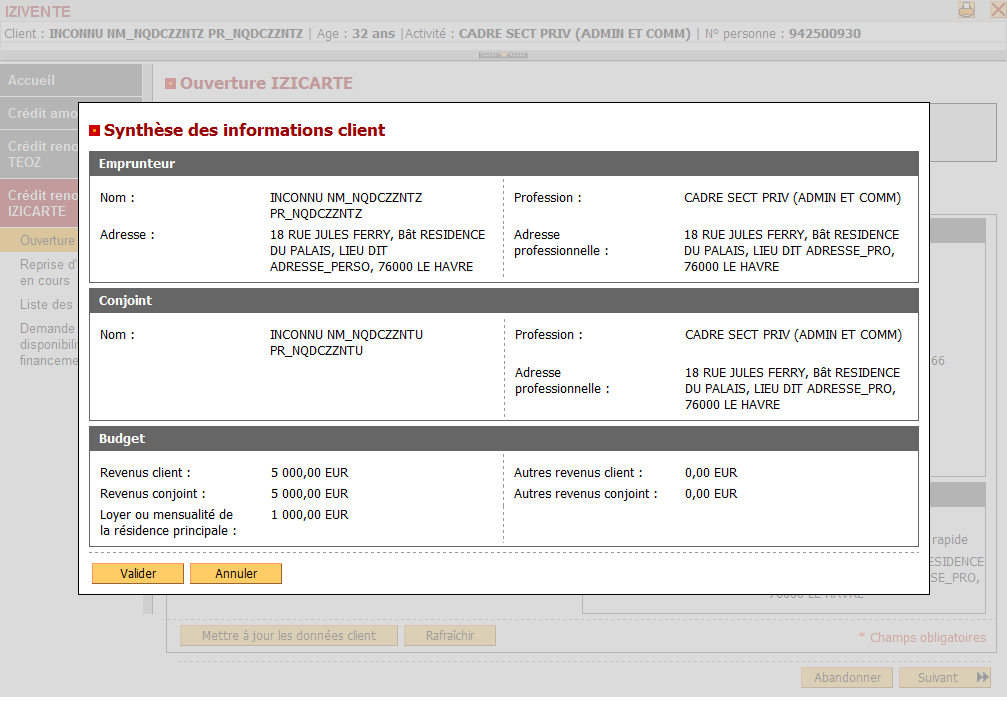 IZIVENTE
Client : INCONNU NM_NQDCZZNTZ PR_NQDCZZNTZ | Age : 32 ans |Activité : CADRE SECT PRIV (ADMIN ET COMM) | N° personne : 942500930
Accueil
Ouverture IZICARTE
Crédit amo
Crédit reno
TEOZ
Crédit reno
IZICARTE
Ouverture
Reprise d'
en cours
Liste des
Demande
disponibili
financeme
Synthèse des informations client
Emprunteur
Nom : INCONNU NM_NQDCZZNTZ Profession : CADRE SECT PRIV (ADMIN ET COMM)
PR_NQDCZZNTZ
Adresse : 18 RUE JULES FERRY, Bât RESIDENCE Adresse 18 RUE JULES FERRY, Bât RESIDENCE
DU PALAIS, LIEU DIT professionnelle : DU PALAIS, LIEU DIT ADRESSE_PRO,
ADRESSE_PERSO, 76000 LE HAVRE 76000 LE HAVRE
Conjoint
Nom : INCONNU NM_NQDCZZNTU Profession : CADRE SECT PRIV (ADMIN ET COMM)
PR_NQDCZZNTU
Adresse 18 RUE JULES FERRY, Bât RESIDENCE
professionnelle : DU PALAIS, LIEU DIT ADRESSE_PRO,
76000 LE HAVRE
66
Budget
Revenus client : 5 000,00 EUR Autres revenus client : 0,00 EUR
Revenus conjoint : 5 000,00 EUR Autres revenus conjoint : 0,00 EUR
Loyer ou mensualité de 1 000,00 EUR
la résidence principale :
Valider Annuler
rapide
ESIDENCE
SE_PRO,
76000 LE HAVRE
Mettre à jour les données client Rafraîchir * Champs obligatoires
Abandonner Suivant